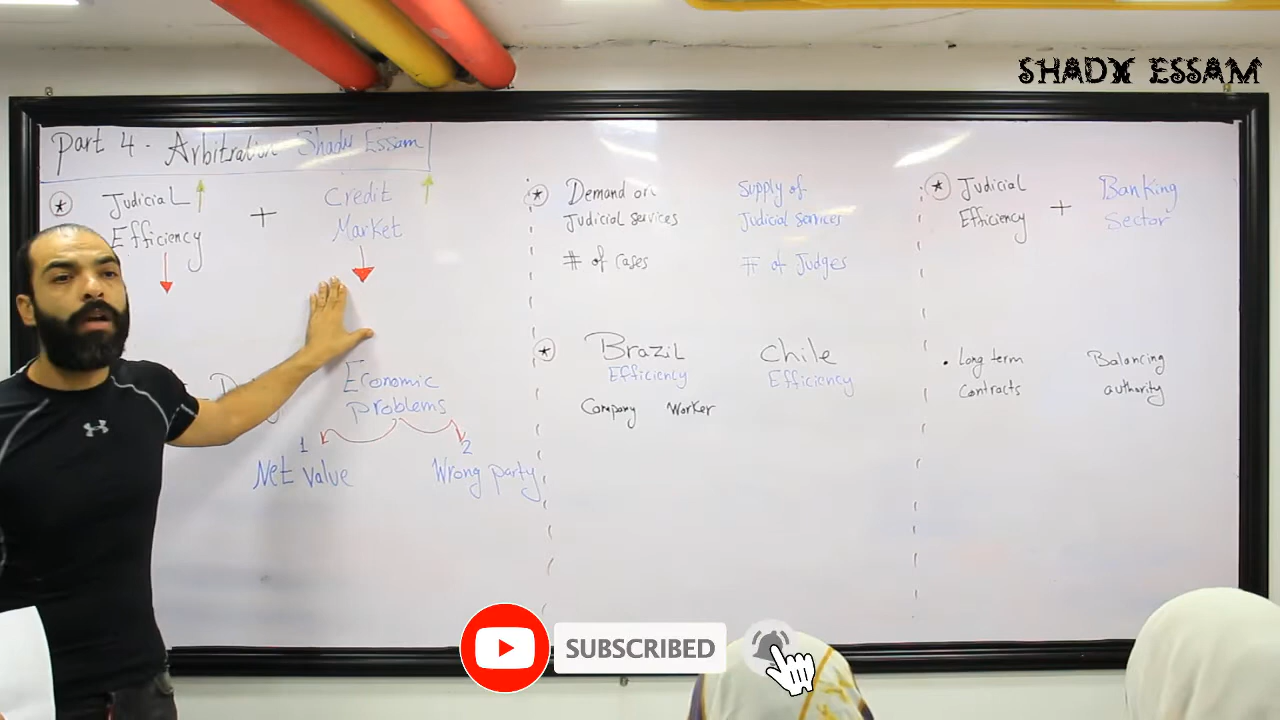 SHADY ESSAM
Part 4 - Arbitration Shady Essam
Judicial
Efficiency
+
Credit
Market
Economic
Problems
1
2
Net Value
Wrong party
Demand on
Judicial services
# of Cases
Supply of
Judicial services
# of Judges
Brazil
Efficiency
Company Worker
Chile
Efficiency
Judicial
Efficiency
+
Banking
Sector
• Long term
Contracts
Balancing
authority
SUBSCRIBED